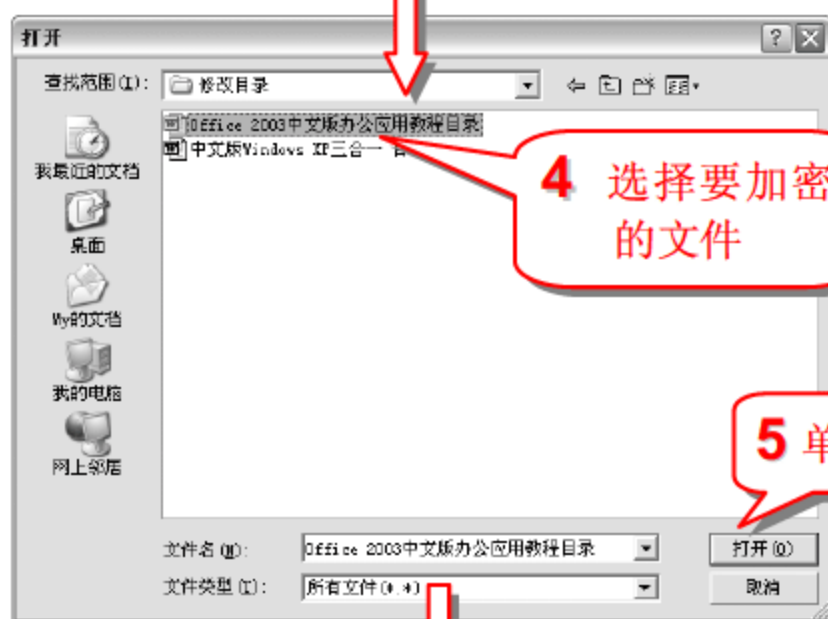 打开
查找范围(I):
修改目录
Office 2003中文版办公应用教程目录
中文版Windows XP三合一
4 选择要加密
的文件
我最近的文档
桌面
My的文档
我的电脑
网上邻居
5 单
文件名(N):
Office 2003中文版办公应用教程目录
打开(O)
文件类型(T):
所有文件(*.*)
取消